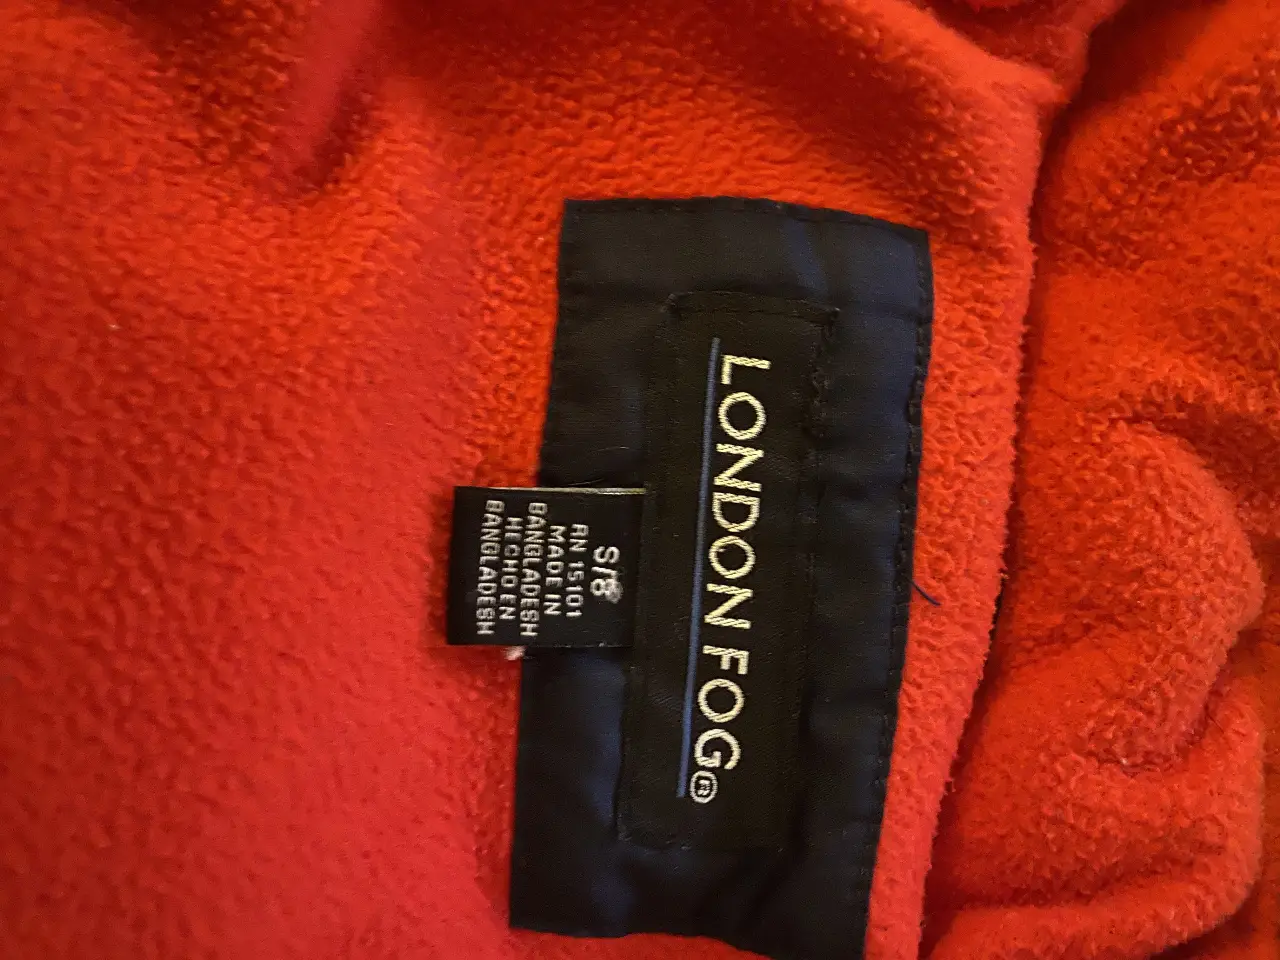 LONDON FOG®
S/8
RN 15101
MADE IN
BANGLADESH
HECHO EN
BANGLADESH